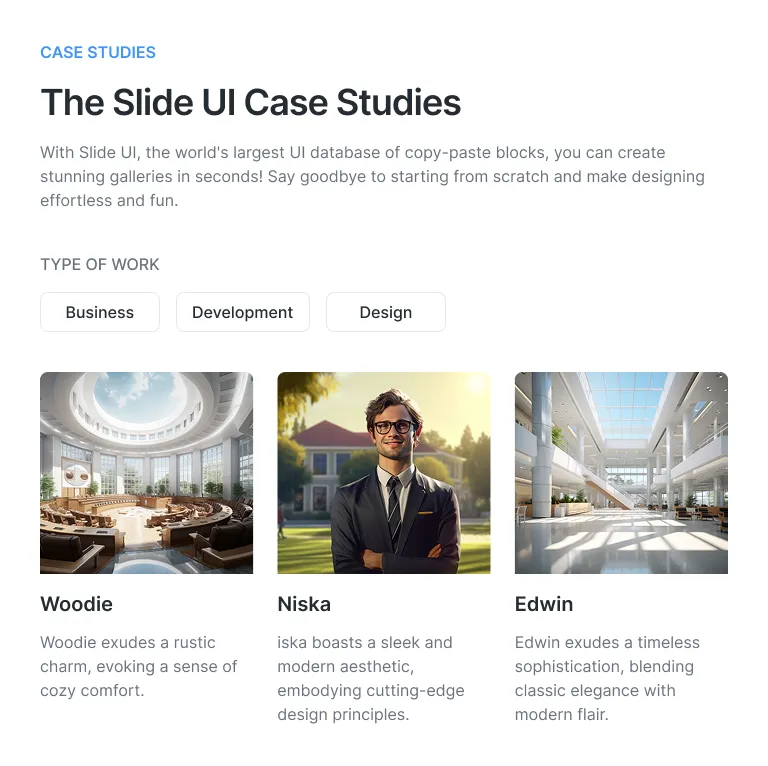 CASE STUDIES
The Slide UI Case Studies
With Slide UI, the world's largest UI database of copy-paste blocks, you can create
stunning galleries in seconds! Say goodbye to starting from scratch and make designing
effortless and fun.
TYPE OF WORK
Business
Development
Design
Woodie
Woodie exudes a rustic
charm, evoking a sense of
cozy comfort.
Niska
iska boasts a sleek and
modern aesthetic,
embodying cutting-edge
design principles.
Edwin
Edwin exudes a timeless
sophistication, blending
classic elegance with
modern flair.